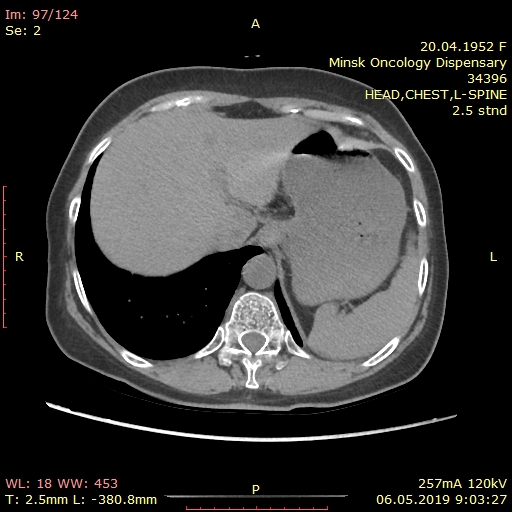 Im: 97/124
Se: 2
A
20.04.1952 F
Minsk Oncology Dispensary
34396
HEAD,CHEST,L-SPINE
2.5 stnd
R
L
WL: 18 WW: 453
T: 2.5mm L: -380.8mm
P
257mA 120kV
06.05.2019 9:03:27